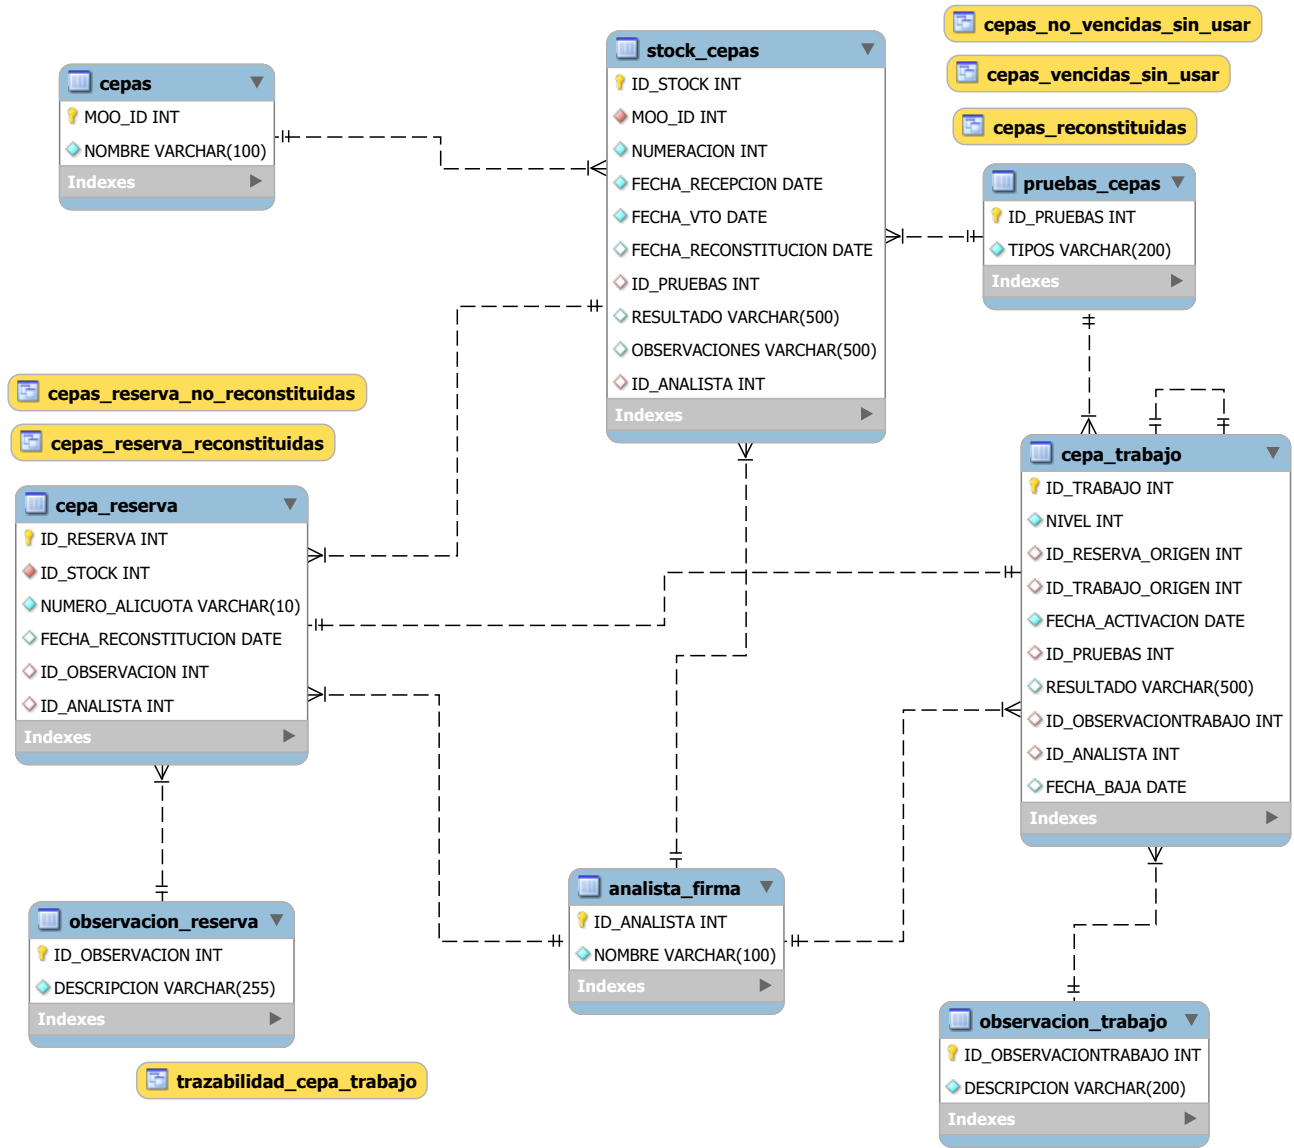 cepas_no_vencidas_sin_usar
cepas_vencidas_sin_usar
cepas_reconstituidas
cepas
MOO_ID INT
NOMBRE VARCHAR(100)
Indexes
stock_cepas
ID_STOCK INT
MOO_ID INT
NUMERACION INT
FECHA_RECEPCION DATE
FECHA_VTO DATE
FECHA_RECONSTITUCION DATE
ID_PRUEBAS INT
RESULTADO VARCHAR(500)
OBSERVACIONES VARCHAR(500)
ID_ANALISTA INT
Indexes
pruebas_cepas
ID_PRUEBAS INT
TIPOS VARCHAR(200)
Indexes
cepas_reserva_no_reconstituidas
cepas_reserva_reconstituidas
cepa_reserva
ID_RESERVA INT
ID_STOCK INT
NUMERO_ALICUOTA VARCHAR(10)
FECHA_RECONSTITUCION DATE
ID_OBSERVACION INT
ID_ANALISTA INT
Indexes
cepa_trabajo
ID_TRABAJO INT
NIVEL INT
ID_RESERVA_ORIGEN INT
ID_TRABAJO_ORIGEN INT
FECHA_ACTIVACION DATE
ID_PRUEBAS INT
RESULTADO VARCHAR(500)
ID_OBSERVACIONTRABAJO INT
ID_ANALISTA INT
FECHA_BAJA DATE
Indexes
observacion_reserva
ID_OBSERVACION INT
DESCRIPCION VARCHAR(255)
Indexes
analista_firma
ID_ANALISTA INT
NOMBRE VARCHAR(100)
Indexes
observacion_trabajo
ID_OBSERVACIONTRABAJO INT
DESCRIPCION VARCHAR(200)
Indexes
trazabilidad_cepa_trabajo